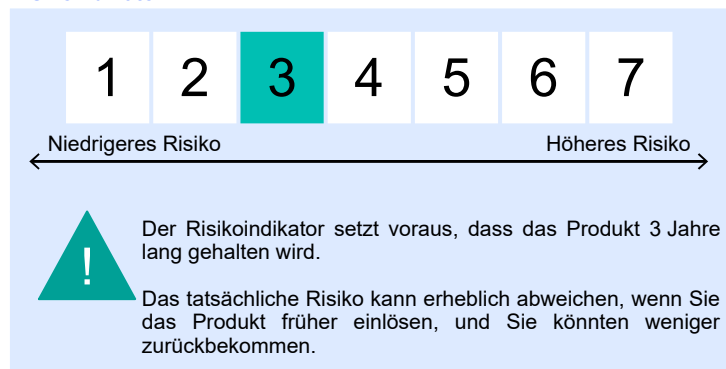 1 2 3 4 5 6 7
Niedrigeres Risiko Höheres Risiko
!
Der Risikoindikator setzt voraus, dass das Produkt 3 Jahre
lang gehalten wird.
Das tatsächliche Risiko kann erheblich abweichen, wenn Sie
das Produkt früher einlösen, und Sie könnten weniger
zurückbekommen.